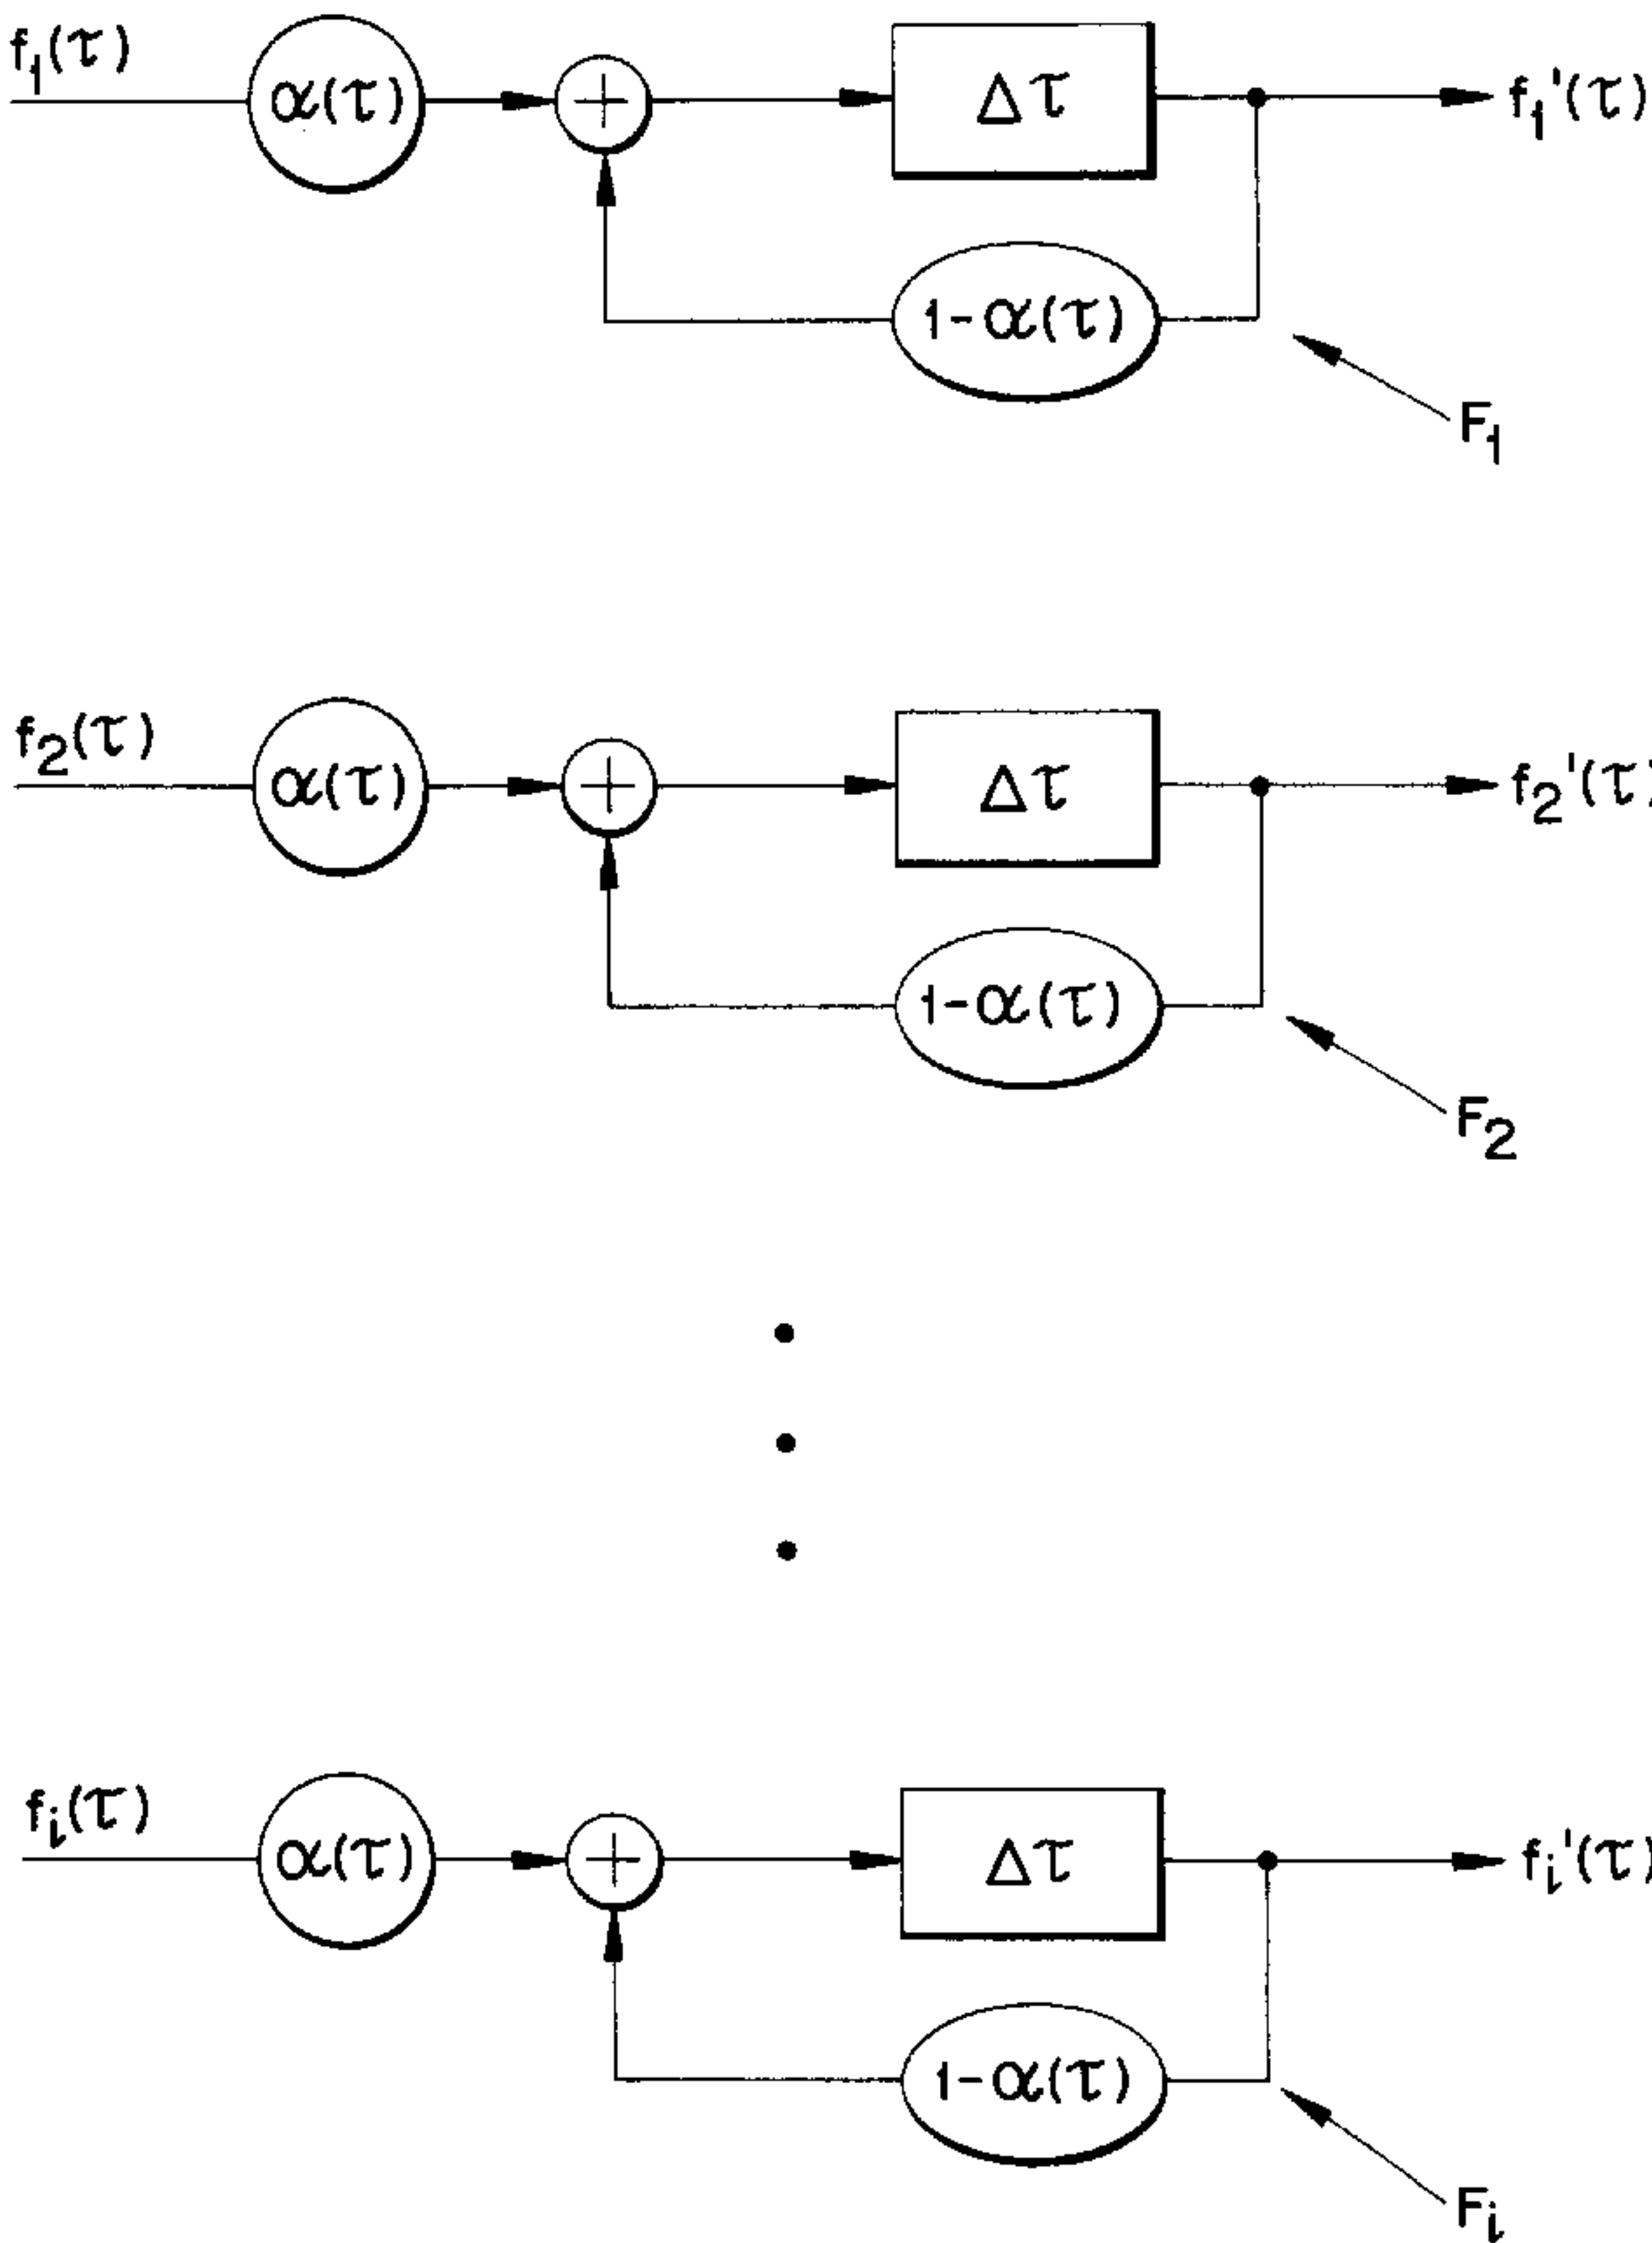 f₁(τ)
α(τ)
+
Δτ
f₁'(τ)
1-α(τ)
F₁
f₂(τ)
α(τ)
+
Δτ
f₂'(τ)
1-α(τ)
F₂
fᵢ(τ)
α(τ)
+
Δτ
fᵢ'(τ)
1-α(τ)
Fᵢ